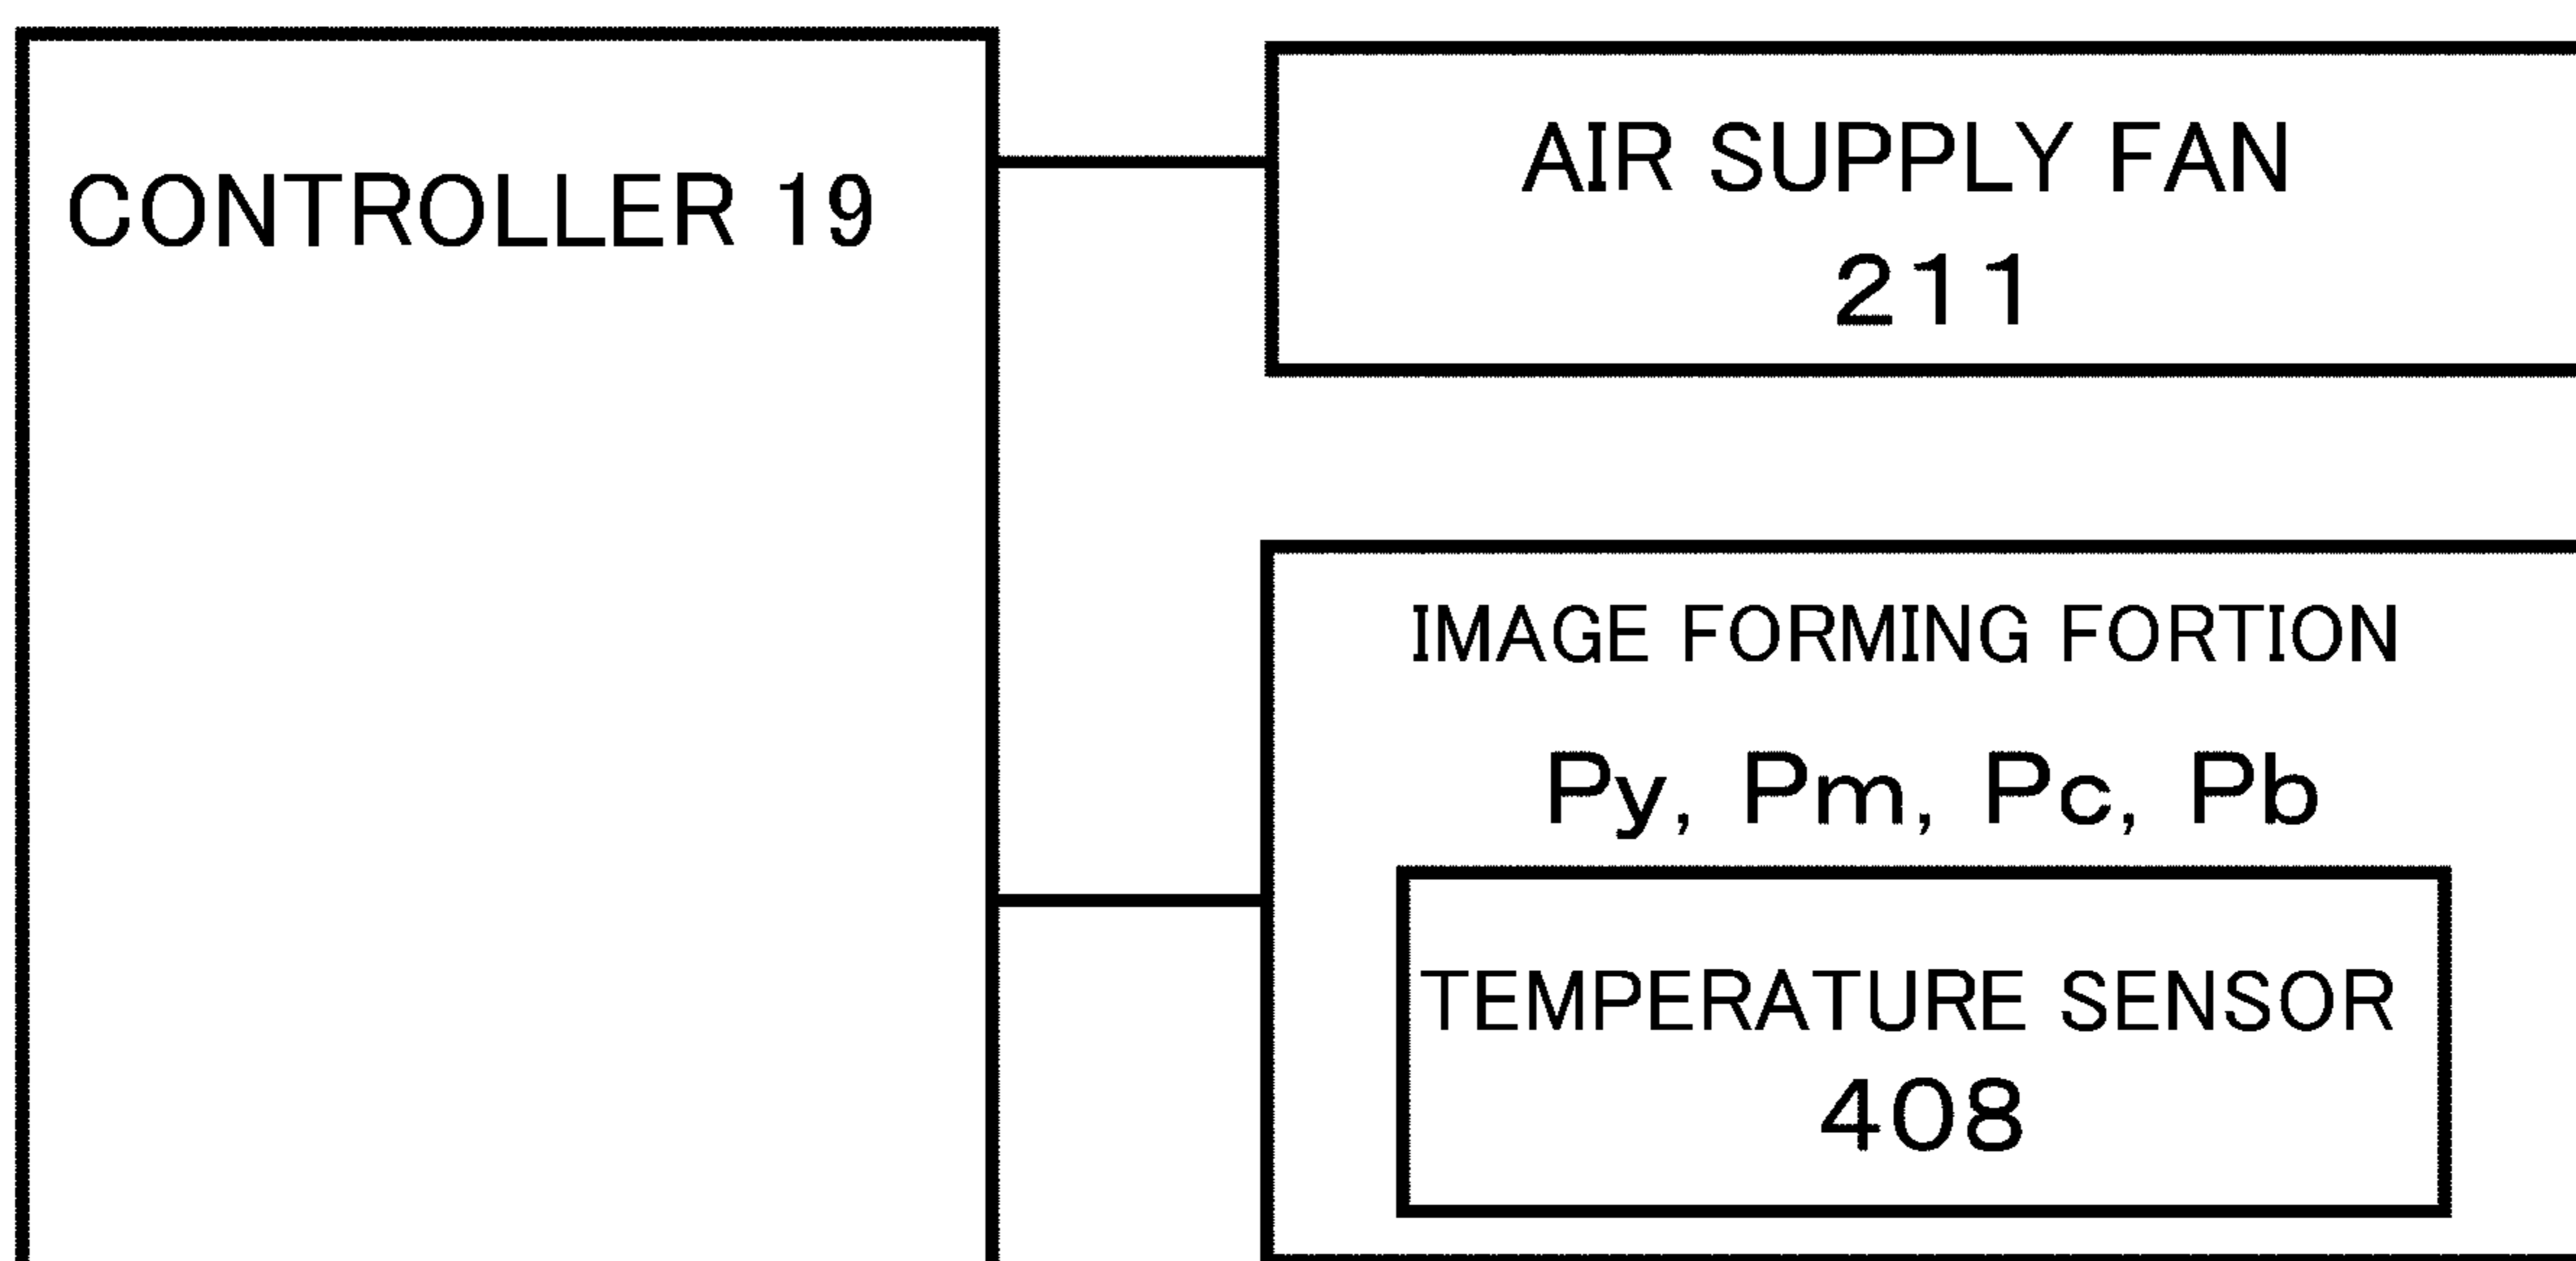 CONTROLLER 19
AIR SUPPLY FAN
211
IMAGE FORMING FORTION
Py, Pm, Pc, Pb
TEMPERATURE SENSOR
408